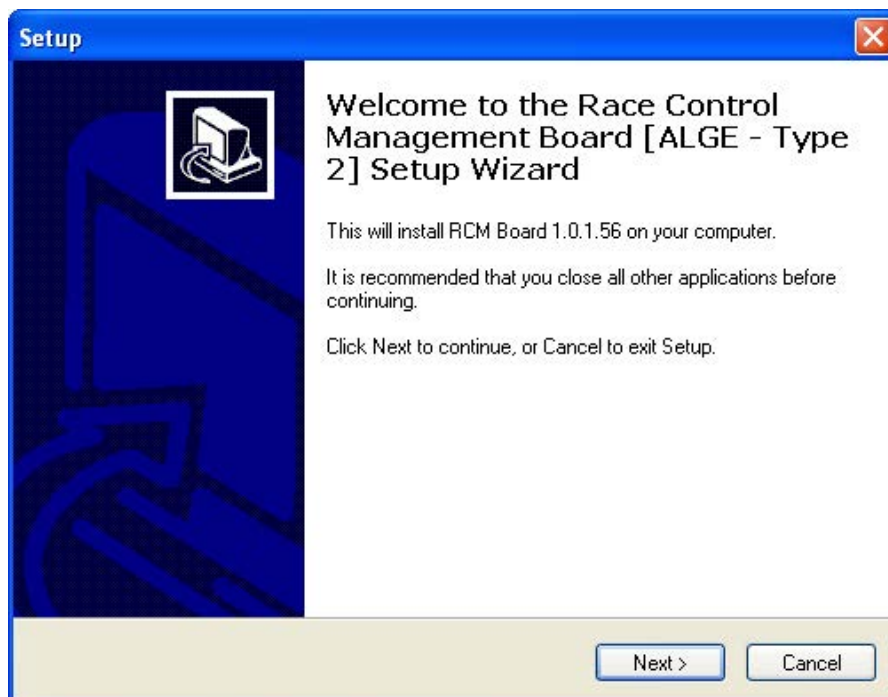 Setup
Welcome to the Race Control
Management Board [ALGE - Type
2] Setup Wizard
This will install RCM Board 1.0.1.56 on your computer.
It is recommended that you close all other applications before
continuing.
Click Next to continue, or Cancel to exit Setup.
Next >
Cancel